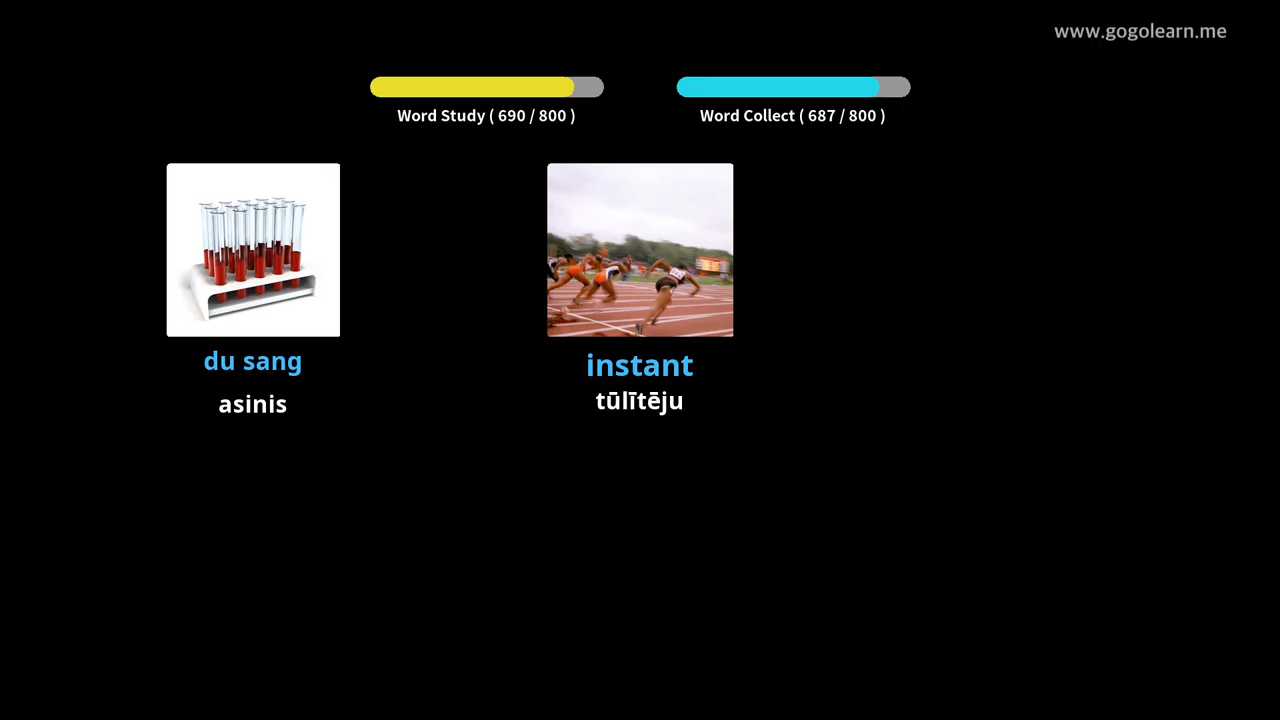 www.gogolearn.me
Word Study ( 690 / 800 )
Word Collect ( 687 / 800 )
du sang
asinis
instant
tūlītēju